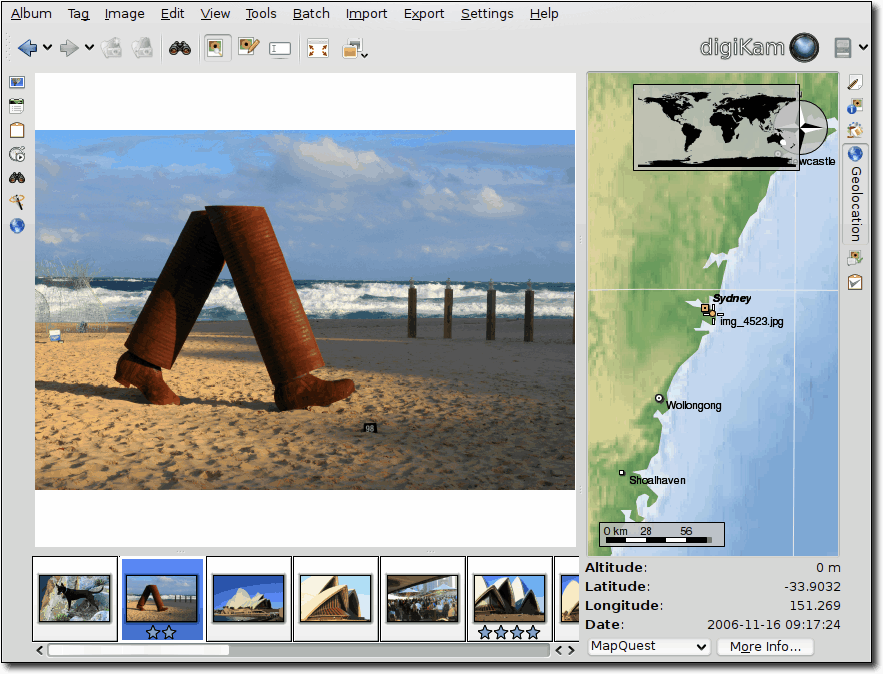 Album Tag Image Edit View Tools Batch Import Export Settings Help
digiKam
wcastle
Geolocation
Sydney
img_4523.jpg
Wollongong
Shoalhaven
0 km 28 56
98
Altitude: 0 m
Latitude: -33.9032
Longitude: 151.269
Date: 2006-11-16 09:17:24
MapQuest More Info...